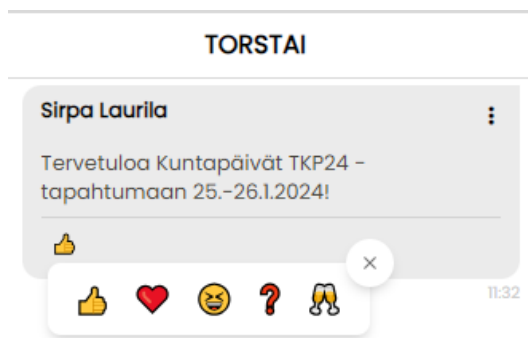 TORSTAI
Sirpa Laurila
Tervetuloa Kuntapäivät TKP24 -
tapahtumaan 25.-26.1.2024!
11:32